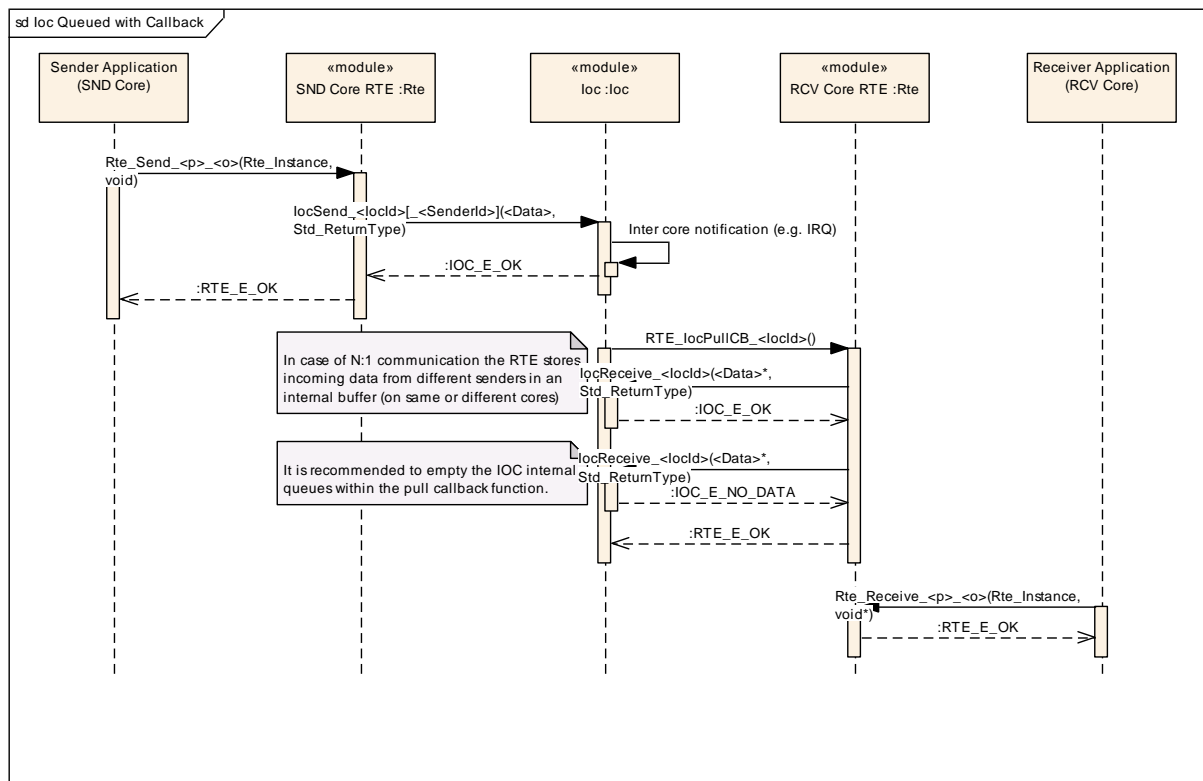 sd Ioc Queued with Callback
Sender Application
(SND Core)
«module»
SND Core RTE :Rte
«module»
Ioc :Ioc
«module»
RCV Core RTE :Rte
Receiver Application
(RCV Core)
Rte_Send_<p>_<o>(Rte_Instance,
void)
IocSend_<IocId>[_<SenderId>](<Data>,
Std_ReturnType)
Inter core notification (e.g. IRQ)
:IOC_E_OK
:RTE_E_OK
In case of N:1 communication the RTE stores
incoming data from different senders in an
internal buffer (on same or different cores)
RTE_IocPullCB_<IocId>()
IocReceive_<IocId>(<Data>*,
Std_ReturnType)
:IOC_E_OK
It is recommended to empty the IOC internal
queues within the pull callback function.
IocReceive_<IocId>(<Data>*,
Std_ReturnType)
:IOC_E_NO_DATA
:RTE_E_OK
Rte_Receive_<p>_<o>(Rte_Instance,
void*)
:RTE_E_OK